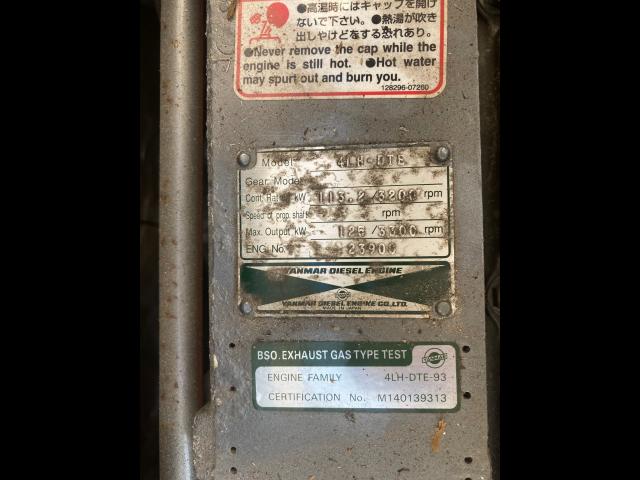 ●高温時にはキャップを開け
ないで下さい。●熱湯が吹き
出しやけどをする恐れあり。
●Never remove the cap while the
engine is still hot. ●Hot water
may spurt out and burn you.
128296-07260
Model 4LH-DTE
Gear Model
Cont. Rating kW 113.2/3200 rpm
Speed of prop. shaft rpm
Max. Output kW 125/3300 rpm
ENG. No. 23900
YANMAR DIESEL ENGINE
YANMAR DIESEL ENGINE CO.,LTD.
MADE IN JAPAN
BSO. EXHAUST GAS TYPE TEST
ENGINE FAMILY 4LH-DTE-93
CERTIFICATION No. M140139313